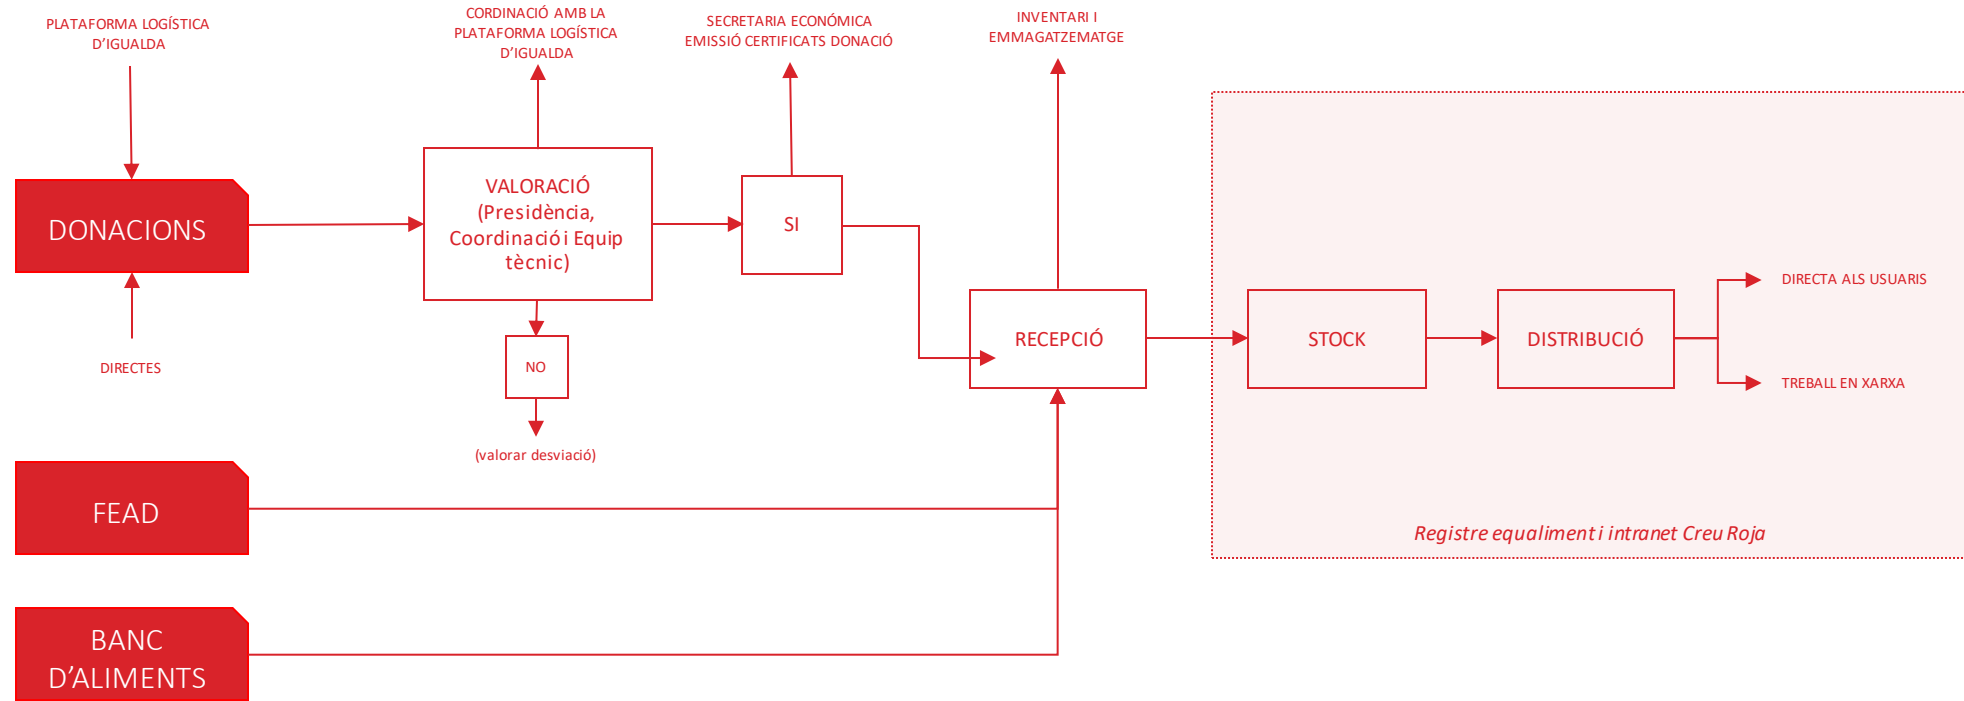 PLATAFORMA LOGÍSTICA
D’IGUALDA
CORDINACIÓ AMB LA
PLATAFORMA LOGÍSTICA
D’IGUALDA
SECRETARIA ECONÓMICA
EMISSIÓ CERTIFICATS DONACIÓ
INVENTARI I
EMMAGATZEMATGE
DONACIONS
VALORACIÓ
(Presidència,
Coordinació i Equip
tècnic)
SI
DIRECTES
NO
(valorar desviació)
RECEPCIÓ
STOCK
DISTRIBUCIÓ
DIRECTA ALS USUARIS
TREBALL EN XARXA
FEAD
Registre equaliment i intranet Creu Roja
BANC
D’ALIMENTS